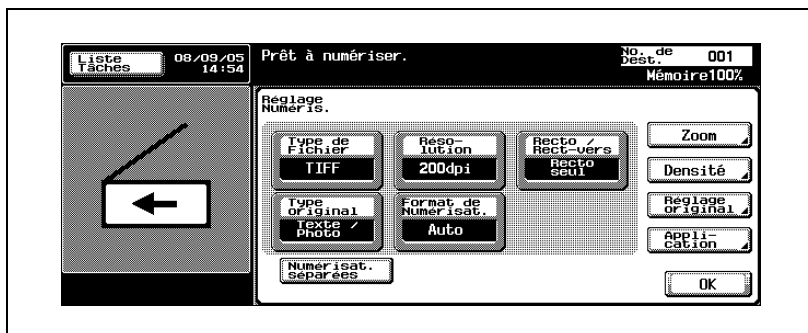 Liste
Tâches
08/09/05
14:54
Prêt à numériser.
No. de
Dest.
001
Mémoire100%
Réglage
Numéris.
Type de
Fichier
TIFF
Réso-
lution
200dpi
Recto /
Rect-vers
Recto
seul
Type
original
Texte /
Photo
Format de
Numérisat.
Auto
Numérisat.
séparées
Zoom
Densité
Réglage
original
Appli-
cation
OK